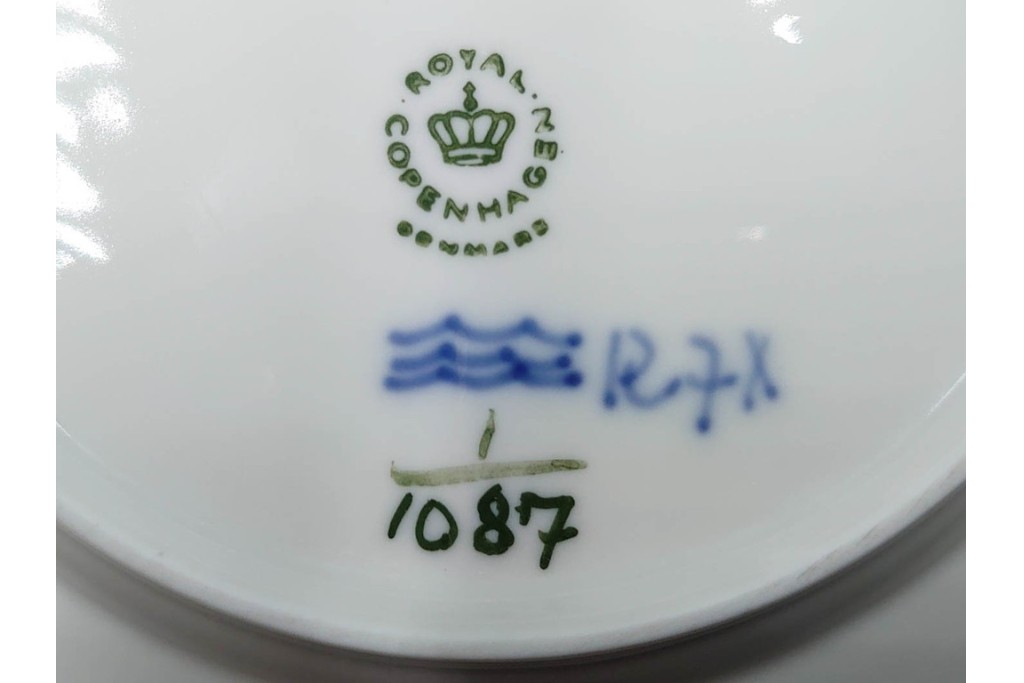 ROYAL
COPENHAGEN
DENMARK
1
1087